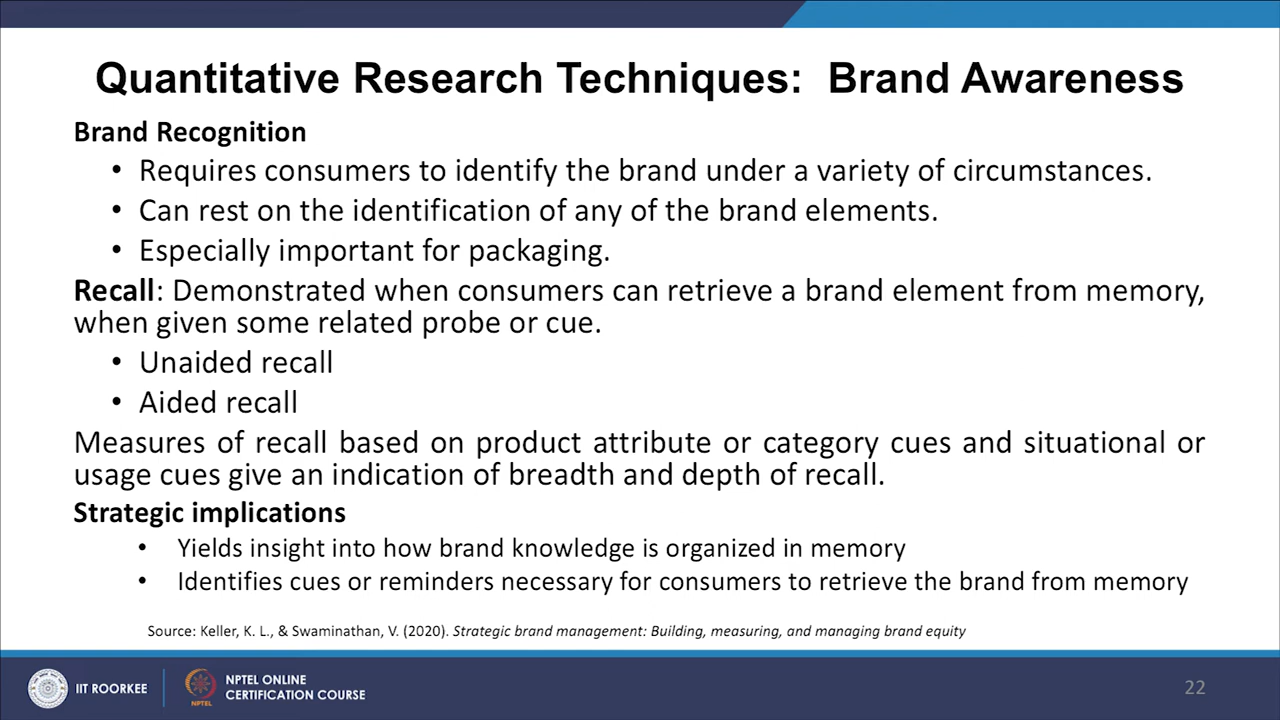 Quantitative Research Techniques: Brand Awareness
Brand Recognition
• Requires consumers to identify the brand under a variety of circumstances.
• Can rest on the identification of any of the brand elements.
• Especially important for packaging.
Recall: Demonstrated when consumers can retrieve a brand element from memory,
when given some related probe or cue.
• Unaided recall
• Aided recall
Measures of recall based on product attribute or category cues and situational or
usage cues give an indication of breadth and depth of recall.
Strategic implications
• Yields insight into how brand knowledge is organized in memory
• Identifies cues or reminders necessary for consumers to retrieve the brand from memory
Source: Keller, K. L., & Swaminathan, V. (2020). Strategic brand management: Building, measuring, and managing brand equity
IIT ROORKEE
NPTEL
NPTEL ONLINE
CERTIFICATION COURSE
22